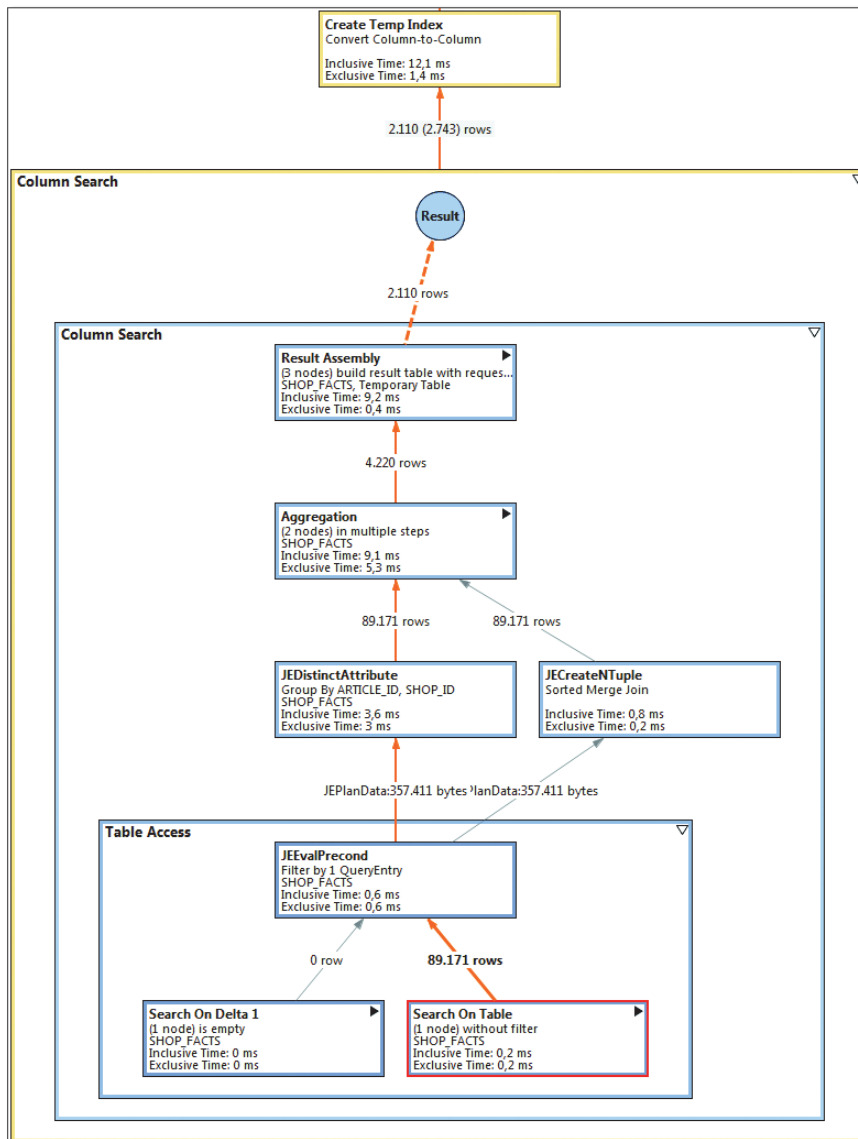 Create Temp Index
Convert Column-to-Column
Inclusive Time: 12,1 ms
Exclusive Time: 1,4 ms
2.110 (2.743) rows
Column Search
Result
2.110 rows
Column Search
Result Assembly
(3 nodes) build result table with reques...
SHOP_FACTS, Temporary Table
Inclusive Time: 9,2 ms
Exclusive Time: 0,4 ms
4.220 rows
Aggregation
(2 nodes) in multiple steps
SHOP_FACTS
Inclusive Time: 9,1 ms
Exclusive Time: 5,3 ms
89.171 rows
89.171 rows
JEDistinctAttribute
Group By ARTICLE_ID, SHOP_ID
SHOP_FACTS
Inclusive Time: 3,6 ms
Exclusive Time: 3 ms
JECreateNTuple
Sorted Merge Join
Inclusive Time: 0,8 ms
Exclusive Time: 0,2 ms
JEPlanData:357.411 bytes
PlanData:357.411 bytes
Table Access
JEEvalPrecond
Filter by 1 QueryEntry
SHOP_FACTS
Inclusive Time: 0,6 ms
Exclusive Time: 0,6 ms
0 row
89.171 rows
Search On Delta 1
(1 node) is empty
SHOP_FACTS
Inclusive Time: 0 ms
Exclusive Time: 0 ms
Search On Table
(1 node) without filter
SHOP_FACTS
Inclusive Time: 0,2 ms
Exclusive Time: 0,2 ms